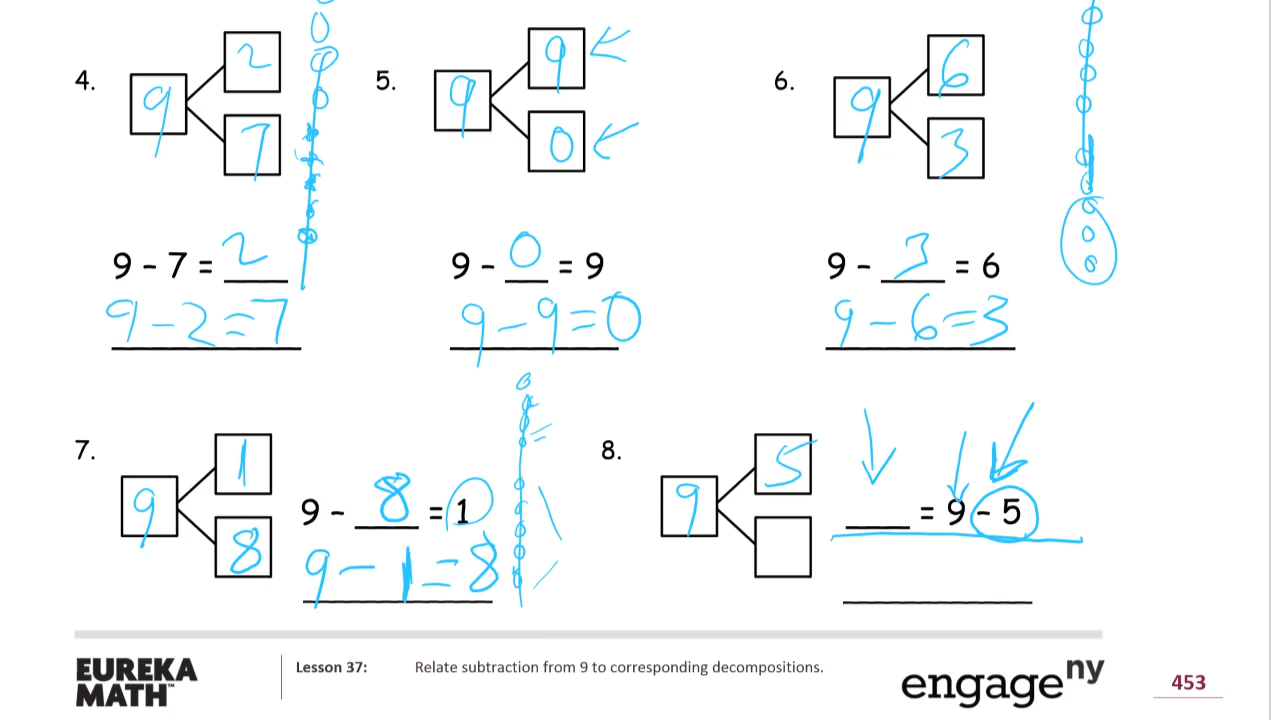 4.
2
9
7
9 - 7 = 2
9 - 2 = 7
5.
9
9
0
9 - 0 = 9
9 - 9 = 0
6.
6
9
3
9 - 3 = 6
9 - 6 = 3
7.
1
9
8
9 - 8 = 1
9 - 1 = 8
8.
5
9
___ = 9 - 5
EUREKA
MATH™
Lesson 37: Relate subtraction from 9 to corresponding decompositions.
engage ny
453